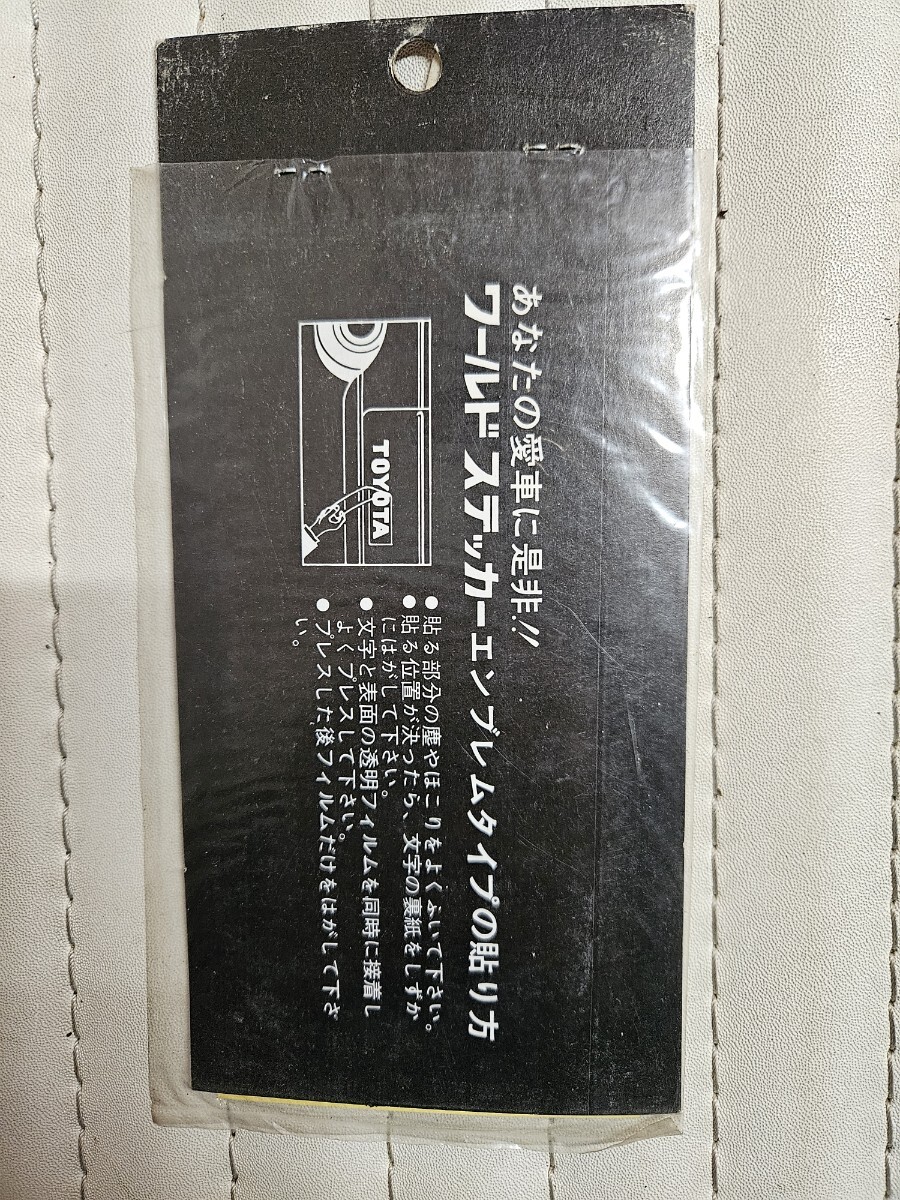 あなたの愛車に是非!!
ワールドステッカーエンブレムタイプの貼り方
TOYOTA
●貼る部分の塵やほこりをよくふいて下さい。
●貼る位置が決ったら、文字の裏紙をしずか
にはがして下さい。
●文字と表面の透明フィルムを同時に接着し
よくプレスして下さい。
●プレスした後フィルムだけをはがして下さ
い。